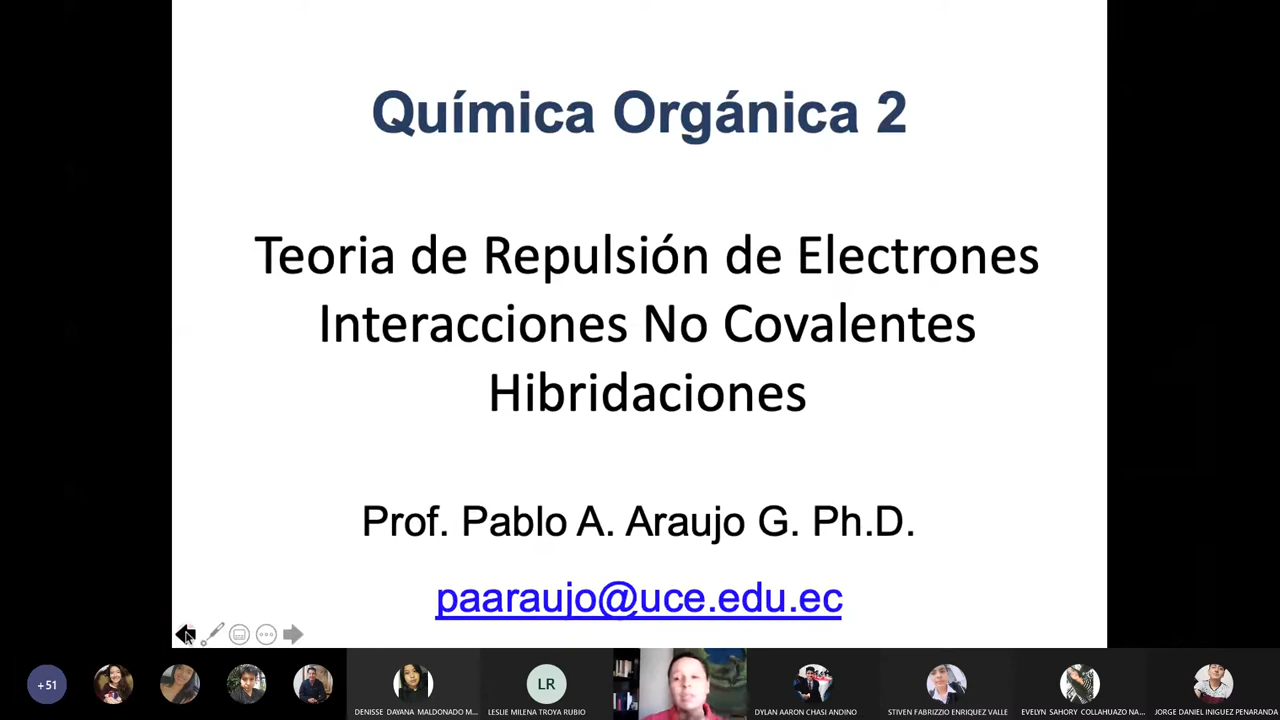 Química Orgánica 2
Teoria de Repulsión de Electrones
Interacciones No Covalentes
Hibridaciones
Prof. Pablo A. Araujo G. Ph.D.
paaraujo@uce.edu.ec
+51
DENISSE DAYANA MALDONADO M...
LR
LESLIE MILENA TROYA RUBIO
DYLAN AARON CHASI ANDINO
STIVEN FABRIZZIO ENRIQUEZ VALLE
EVELYN SAHORY COLLAHUAZO NA...
JORGE DANIEL INIGUEZ PENARANDA